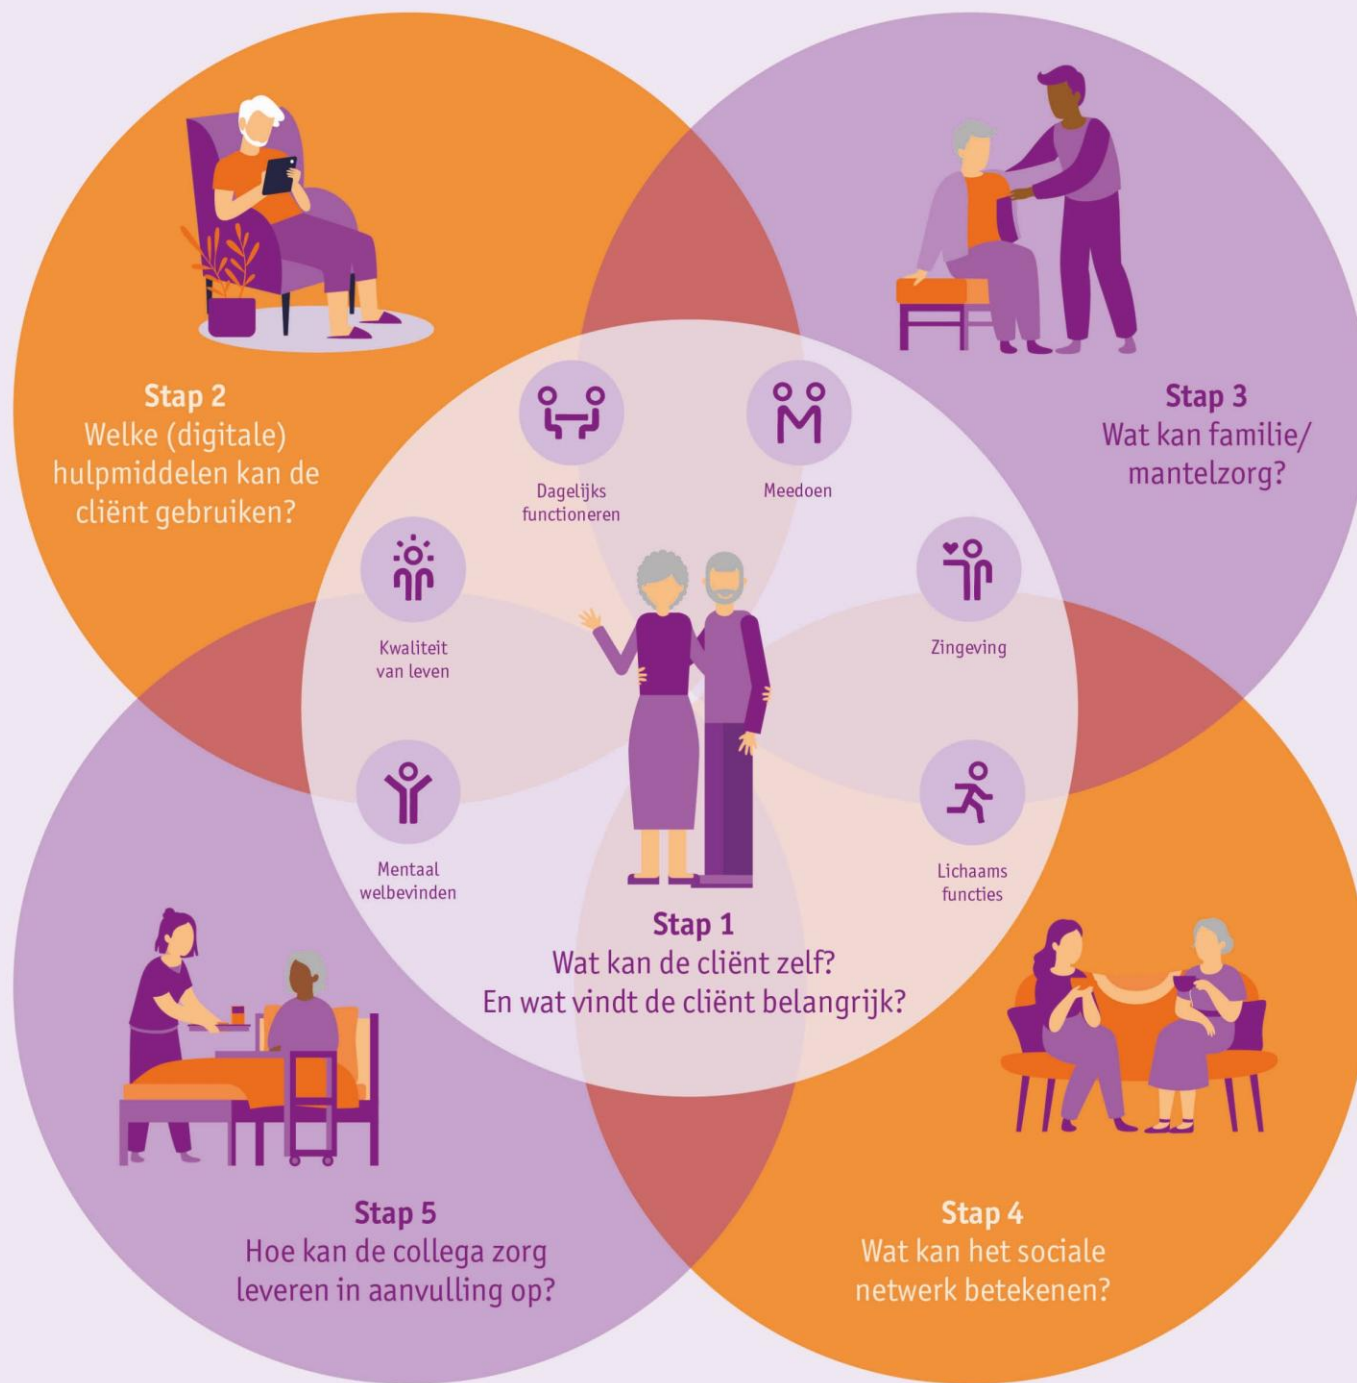 Stap 2
Welke (digitale)
hulpmiddelen kan de
cliënt gebruiken?
Stap 3
Wat kan familie/
mantelzorg?
Dagelijks
functioneren
Meedoen
Kwaliteit
van leven
Zingeving
Mentaal
welbevinden
Lichaams
functies
Stap 1
Wat kan de cliënt zelf?
En wat vindt de cliënt belangrijk?
Stap 5
Hoe kan de collega zorg
leveren in aanvulling op?
Stap 4
Wat kan het sociale
netwerk betekenen?